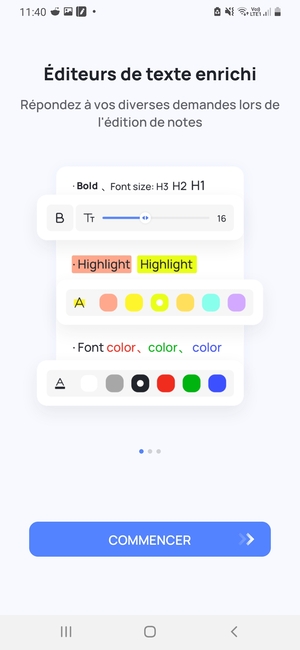 11:40
Éditeurs de texte enrichi
Répondez à vos diverses demandes lors de
l'édition de notes
· Bold 、 Font size: H3 H2 H1
B TT 16
· Highlight Highlight
A
· Font color、 color、 color
A
COMMENCER